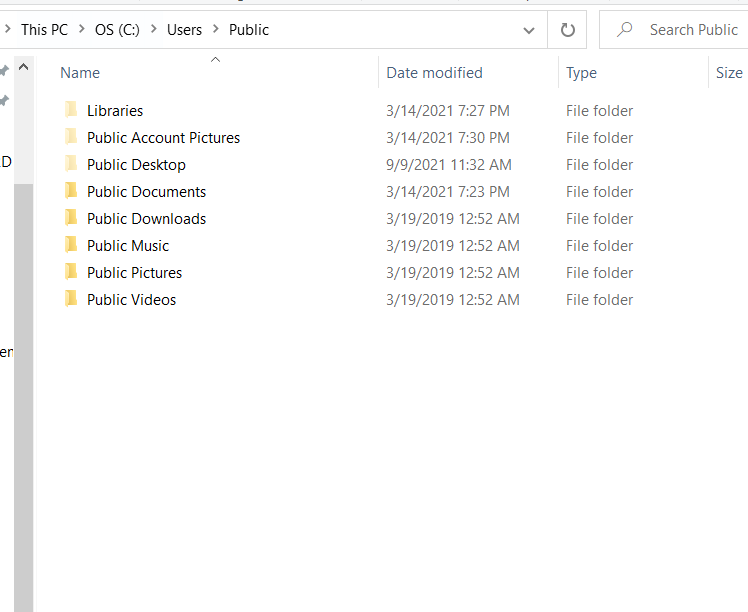 This PC > OS (C:) > Users > Public
Search Public
Name Date modified Type Size
Libraries 3/14/2021 7:27 PM File folder
Public Account Pictures 3/14/2021 7:30 PM File folder
Public Desktop 9/9/2021 11:32 AM File folder
Public Documents 3/14/2021 7:23 PM File folder
Public Downloads 3/19/2019 12:52 AM File folder
Public Music 3/19/2019 12:52 AM File folder
Public Pictures 3/19/2019 12:52 AM File folder
Public Videos 3/19/2019 12:52 AM File folder